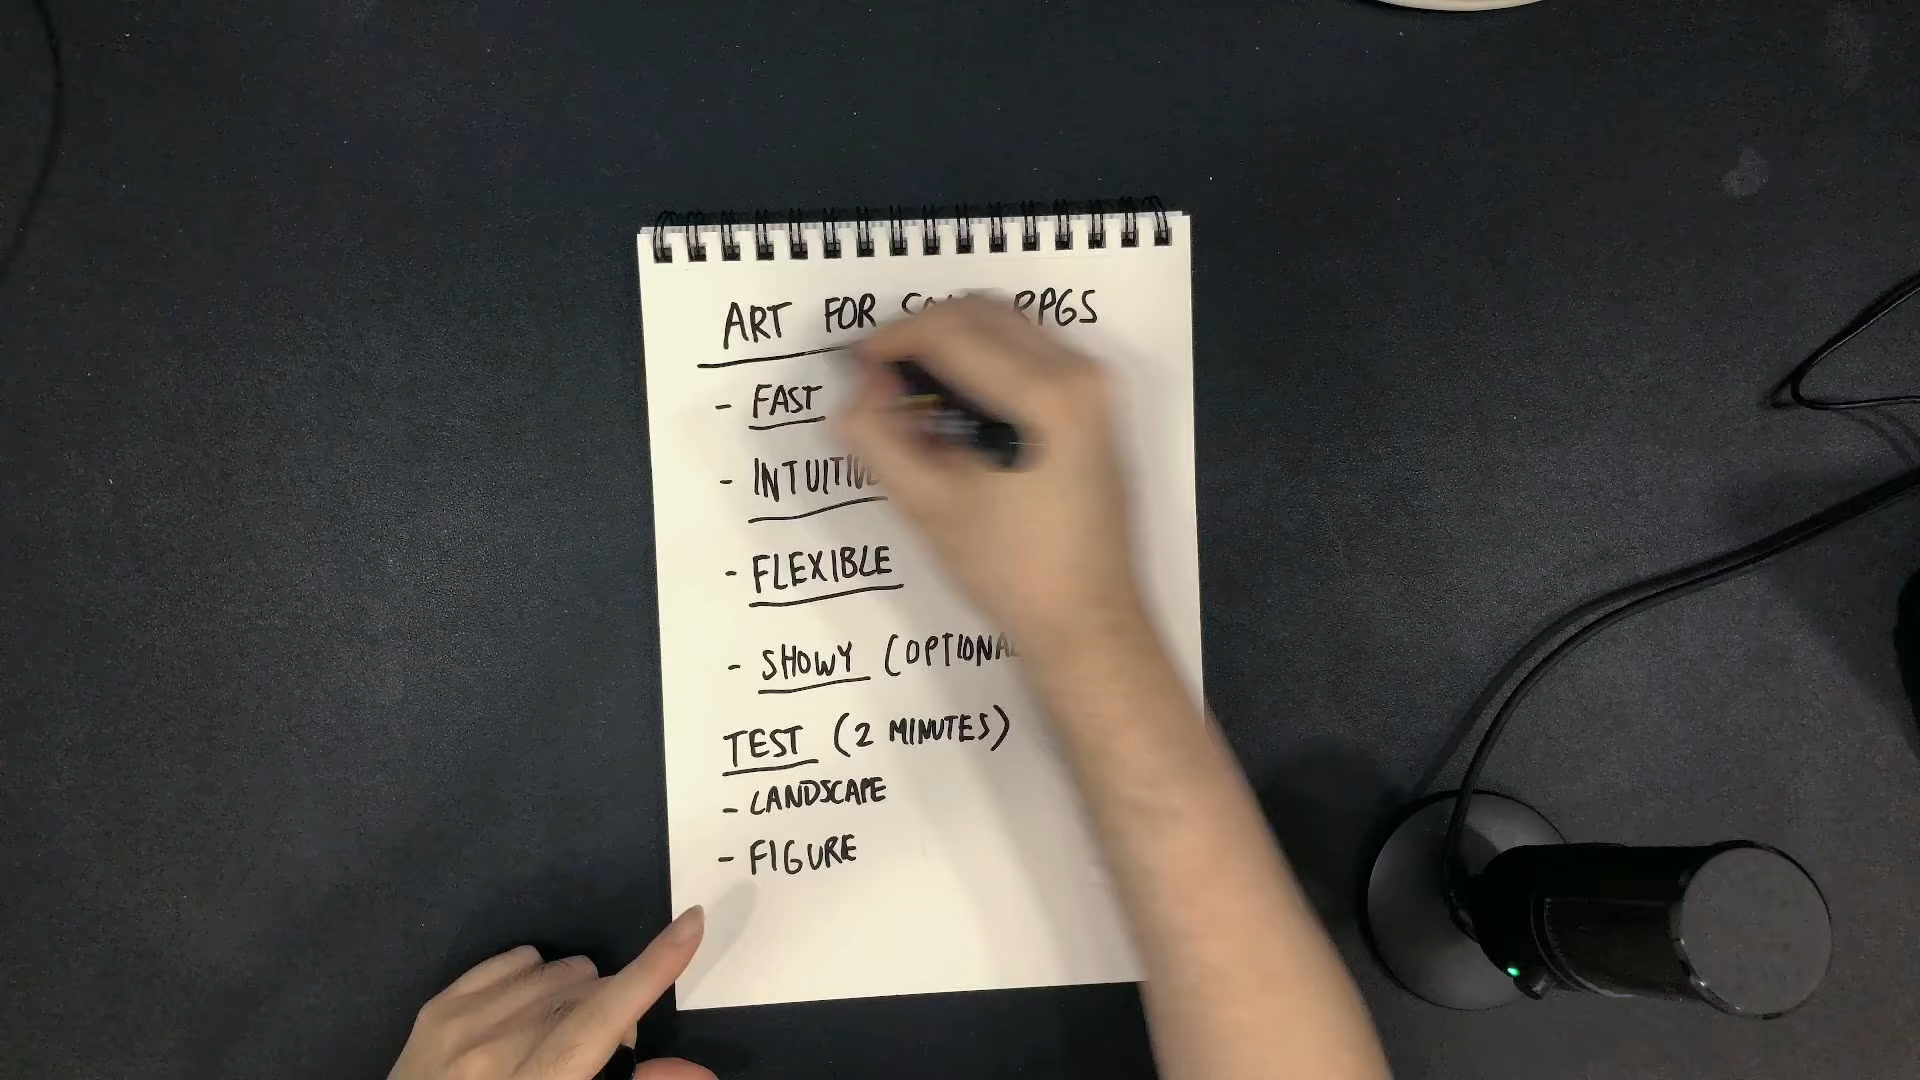 ART FOR RPGS
- FAST
- INTUITIVE
- FLEXIBLE
- SHOWY (OPTIONAL
TEST (2 MINUTES)
- LANDSCAPE
- FIGURE